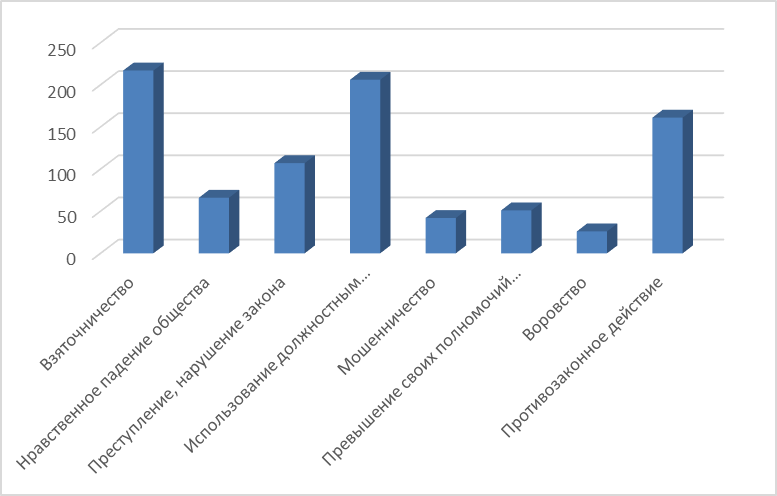 250
200
150
100
50
0
Взяточничество
Нравственное падение общества
Преступление, нарушение закона
Использование должностным...
Мошенничество
Превышение своих полномочий...
Воровство
Противозаконное действие